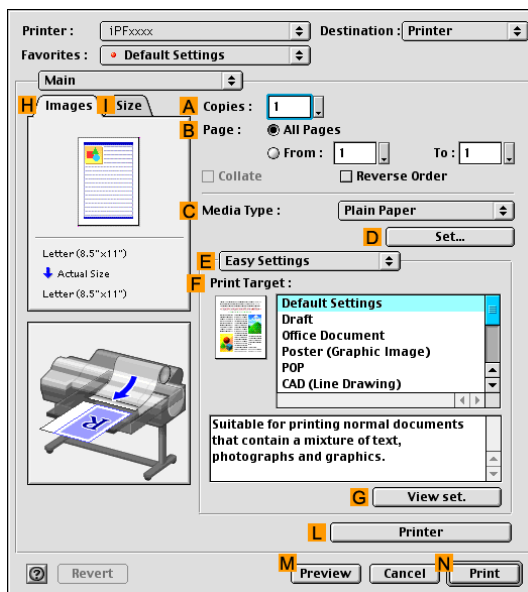 Printer : iPFxxxx Destination : Printer
Favorites : Default Settings
Main
H Images I Size
A Copies : 1
B Page : All Pages
From : 1 To : 1
Collate Reverse Order
C Media Type : Plain Paper
D Set...
Letter (8.5"x11")
Actual Size
Letter (8.5"x11")
E Easy Settings
F Print Target :
Default Settings
Draft
Office Document
Poster (Graphic Image)
POP
CAD (Line Drawing)
Suitable for printing normal documents
that contain a mixture of text,
photographs and graphics.
R
G View set.
L Printer
? Revert M Preview Cancel N Print